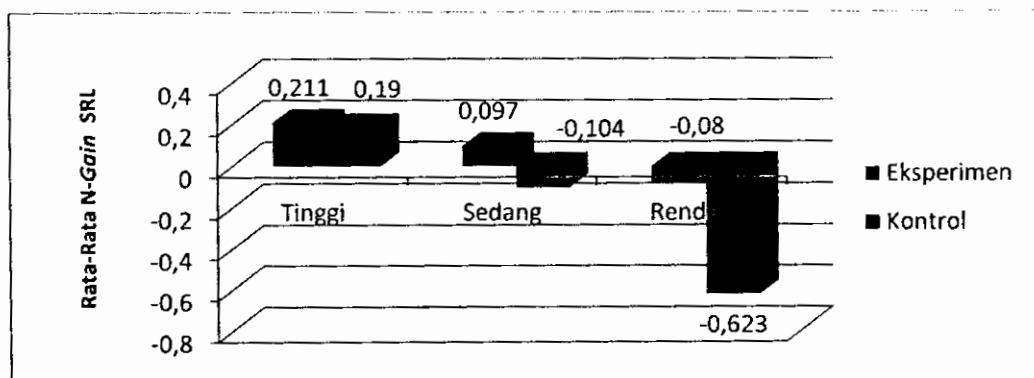 Rata-Rata N-Gain SRL
0,4
0,2
0
-0,2
-0,4
-0,6
-0,8
0,211
0,19
0,097
-0,104
-0,08
-0,623
Tinggi
Sedang
Rend
Eksperimen
Kontrol